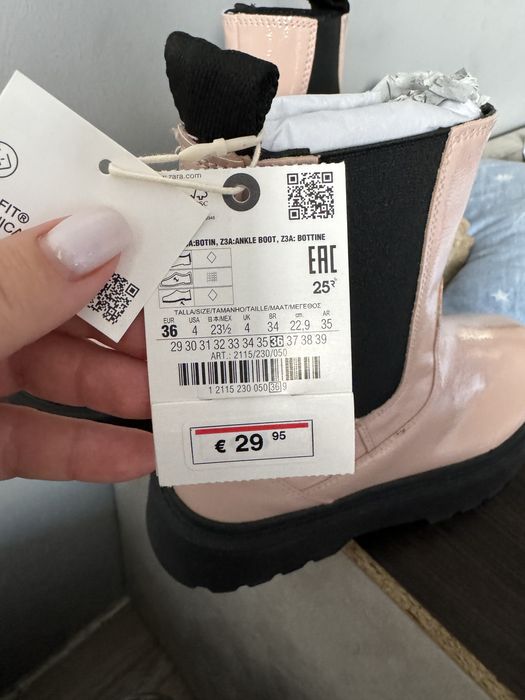 FIT®
zara.com
BOTIN, Z3A:ANKLE BOOT, Z3A: BOTTINE
EAC
25
TALLA/SIZE/TAMANHO/TAILLE/MAAT/ΜΕΓΕΘΟΣ
EUR USA 日本/MEX UK BR cm. AR
36 4 23½ 4 34 22,9 35
29 30 31 32 33 34 35 36 37 38 39
ART.: 2115/230/050
1 2115 230 050 36 9
€ 29 95